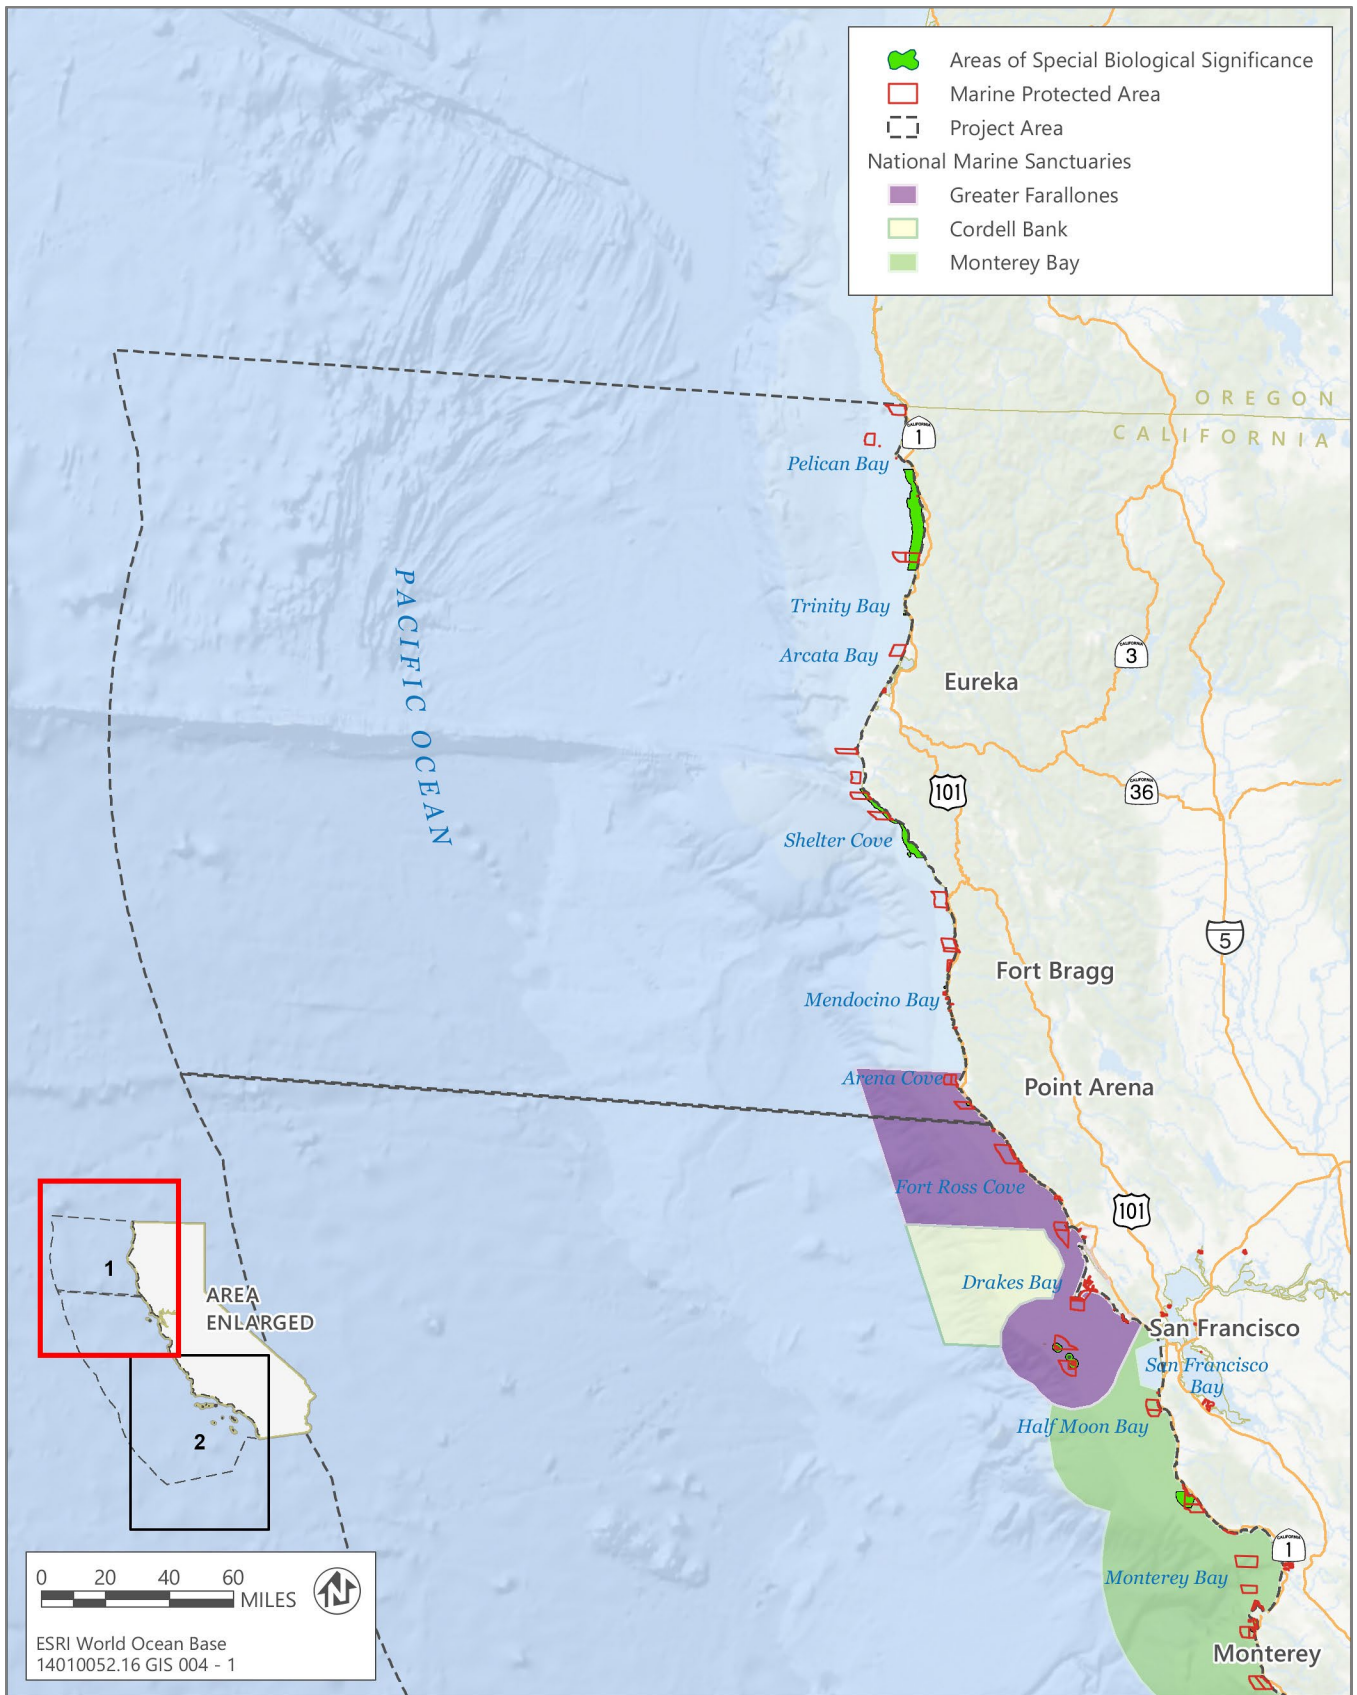 Areas of Special Biological Significance
Marine Protected Area
Project Area
National Marine Sanctuaries
Greater Farallones
Cordell Bank
Monterey Bay
OREGON
CALIFORNIA
CALIFORNIA
1
Pelican Bay
PACIFIC OCEAN
Trinity Bay
Arcata Bay
Eureka
CALIFORNIA
3
101
CALIFORNIA
36
Shelter Cove
5
Fort Bragg
Mendocino Bay
Arena Cove
Point Arena
Fort Ross Cove
101
Drakes Bay
San Francisco
San Francisco
Bay
Half Moon Bay
CALIFORNIA
1
Monterey Bay
Monterey
1
AREA
ENLARGED
2
0 20 40 60
MILES
N
ESRI World Ocean Base
14010052.16 GIS 004 - 1